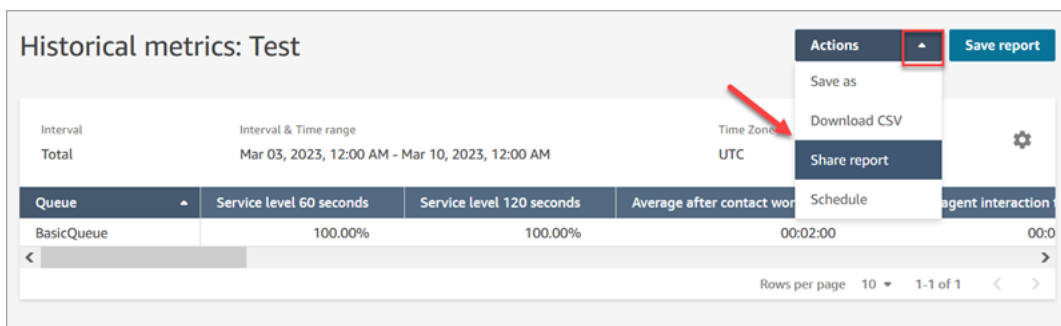 Historical metrics: Test
Actions
Save report
Save as
Download CSV
Share report
Schedule
Interval
Total
Interval & Time range
Mar 03, 2023, 12:00 AM - Mar 10, 2023, 12:00 AM
Time Zone
UTC
Queue Service level 60 seconds Service level 120 seconds Average after contact wor agent interaction t
BasicQueue 100.00% 100.00% 00:02:00 00:0
Rows per page 10 1-1 of 1